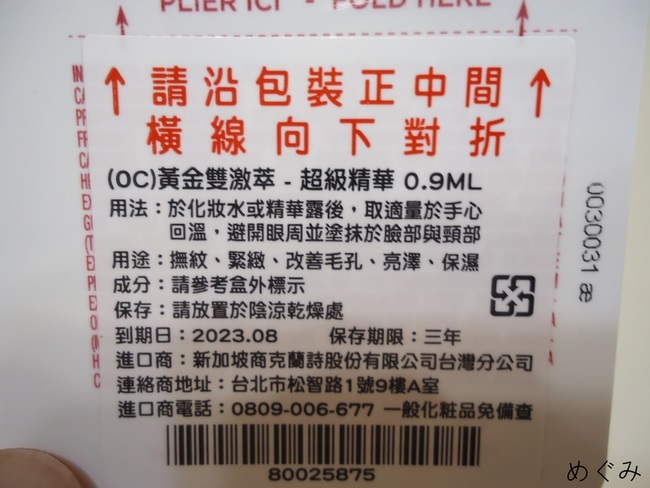 PLIER ICI - FOLD HERE
↑ 請沿包裝正中間 ↑
橫線向下對折
(OC)黃金雙激萃 - 超級精華 0.9ML
用法：於化妝水或精華露後，取適量於手心
回溫，避開眼周並塗抹於臉部與頸部
用途：撫紋、緊緻、改善毛孔、亮澤、保濕
成分：請參考盒外標示
保存：請放置於陰涼乾燥處
到期日：2023.08 保存期限：三年
進口商：新加坡商克蘭詩股份有限公司台灣分公司
連絡商地址：台北市松智路1號9樓A室
進口商電話：0809-006-677 一般化粧品免備查
80025875
0030031 æ
めぐみ